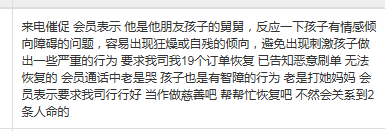 来电催促 会员表示 他是他朋友孩子的舅舅，反应一下孩子有情感倾
向障碍的问题，容易出现狂燥或自残的倾向，避免出现刺激孩子做
出一些严重的行为 要求我司我19个订单恢复 已告知恶意刷单 无法
恢复的 会员通话中老是哭 孩子也是有智障的行为 老是打她妈妈 会
员表示要求我司行行好 当作做慈善吧 帮帮忙恢复吧 不然会关系到2
条人命的